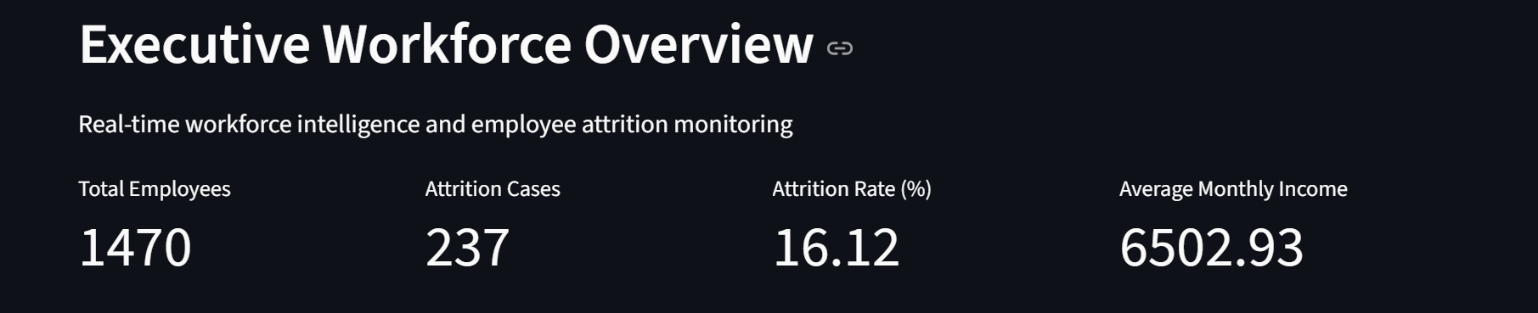 Executive Workforce Overview
Real-time workforce intelligence and employee attrition monitoring
Total Employees
1470
Attrition Cases
237
Attrition Rate (%)
16.12
Average Monthly Income
6502.93